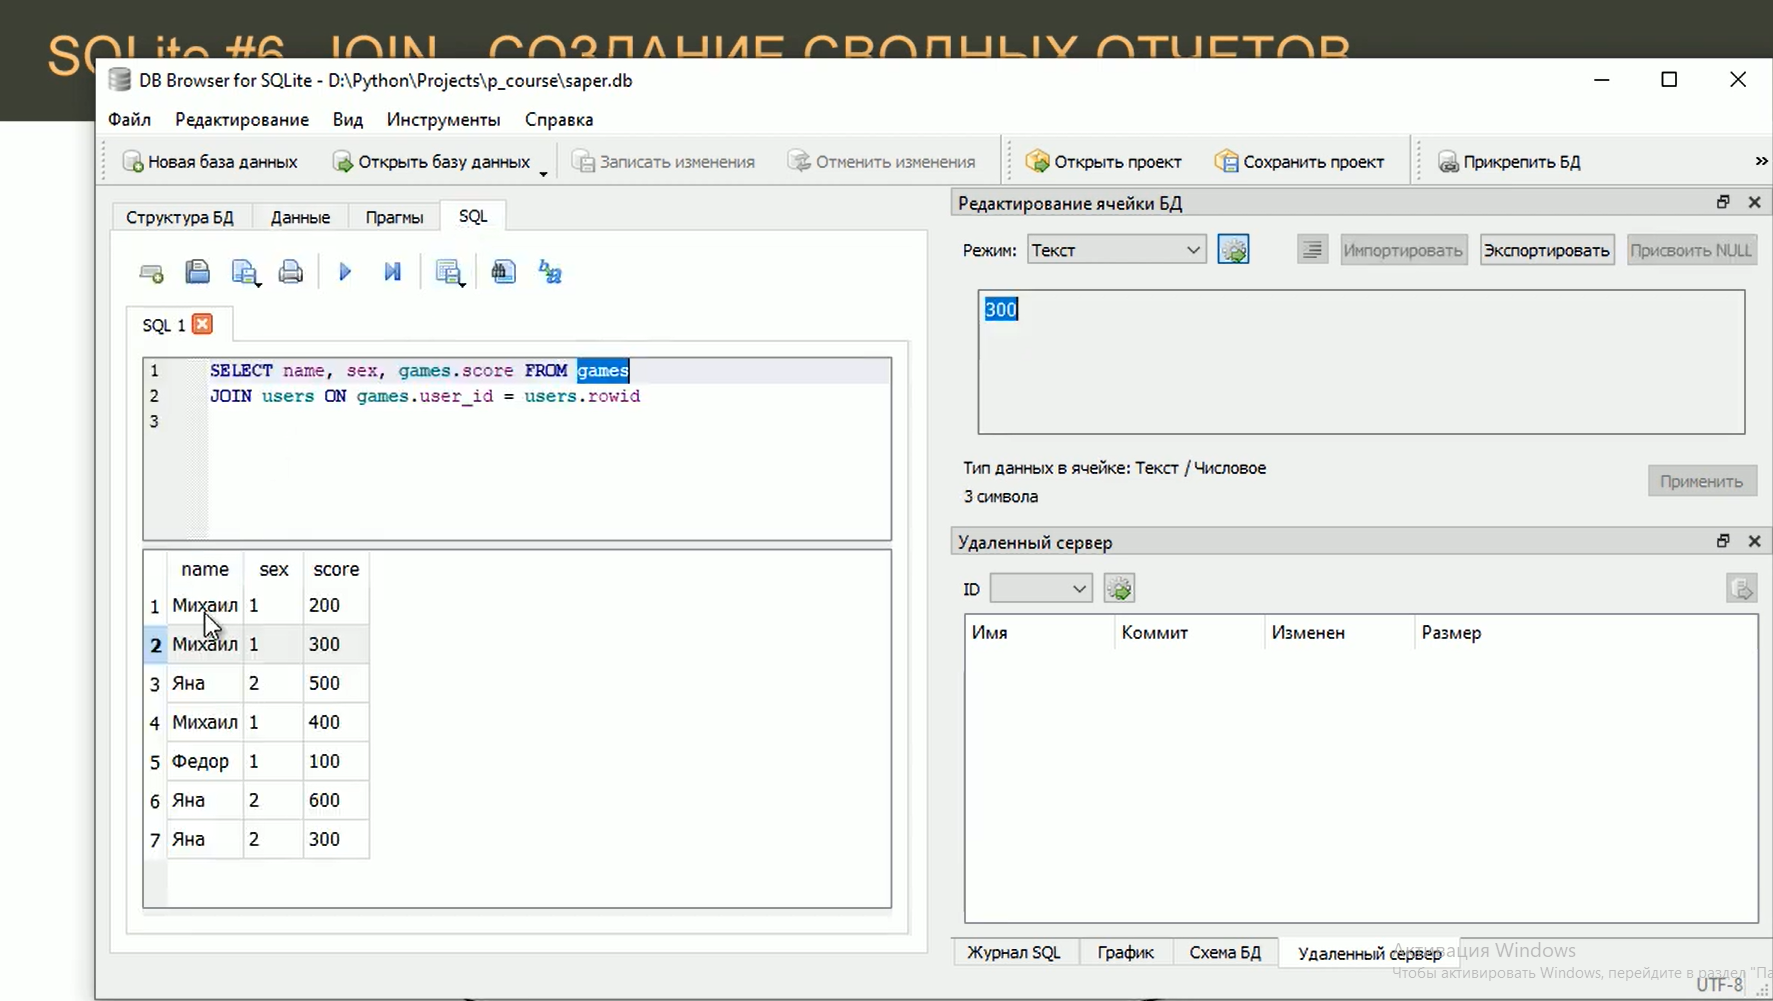 SQLite #6. JOIN - СОЗДАНИЕ СВОДНЫХ ОТЧЕТОВ
DB Browser for SQLite - D:\Python\Projects\p_course\saper.db
Файл Редактирование Вид Инструменты Справка
Новая база данных Открыть базу данных Записать изменения Отменить изменения Открыть проект Сохранить проект Прикрепить БД »
Структура БД Данные Прагмы SQL
SQL 1
1 SELECT name, sex, games.score FROM games
2 JOIN users ON games.user_id = users.rowid
3
name sex score
1 Михаил 1 200
2 Михаил 1 300
3 Яна 2 500
4 Михаил 1 400
5 Федор 1 100
6 Яна 2 600
7 Яна 2 300
Редактирование ячейки БД
Режим: Текст Импортировать Экспортировать Присвоить NULL
300
Тип данных в ячейке: Текст / Числовое
3 символа
Применить
Удаленный сервер
ID
Имя Коммит Изменен Размер
Журнал SQL График Схема БД Удаленный сервер
Активация Windows
Чтобы активировать Windows, перейдите в раздел "Па
UTF-8